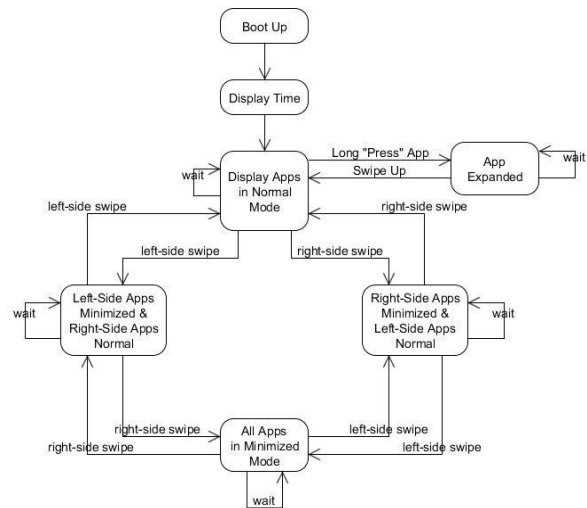 Boot Up
Display Time
Long "Press" App
wait
Display Apps
in Normal
Mode
Swipe Up
App
Expanded
wait
left-side swipe
right-side swipe
left-side swipe
right-side swipe
Left-Side Apps
Minimized &
Right-Side Apps
Normal
wait
Right-Side Apps
Minimized &
Left-Side Apps
Normal
wait
right-side swipe
left-side swipe
All Apps
in Minimized
Mode
right-side swipe
left-side swipe
wait